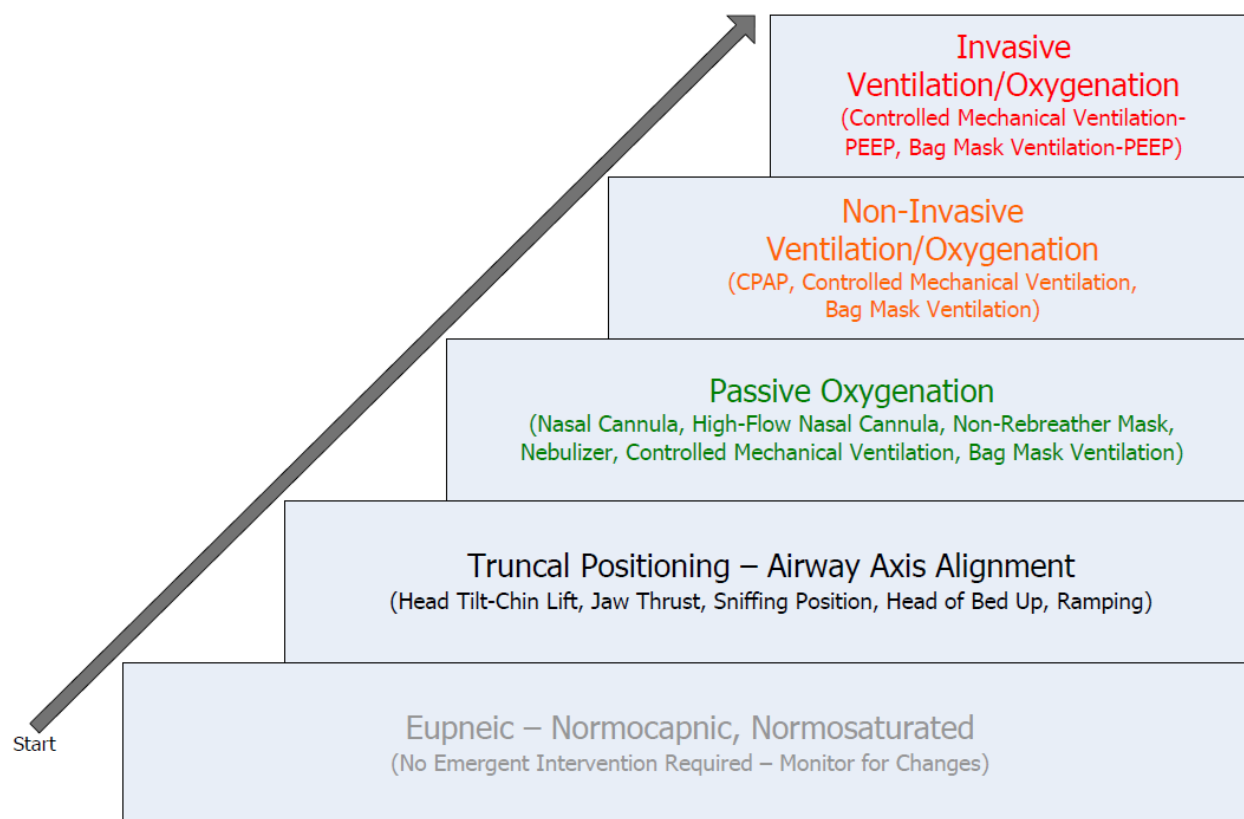 Invasive
Ventilation/Oxygenation
(Controlled Mechanical Ventilation-
PEEP, Bag Mask Ventilation-PEEP)
Non-Invasive
Ventilation/Oxygenation
(CPAP, Controlled Mechanical Ventilation,
Bag Mask Ventilation)
Passive Oxygenation
(Nasal Cannula, High-Flow Nasal Cannula, Non-Rebreather Mask,
Nebulizer, Controlled Mechanical Ventilation, Bag Mask Ventilation)
Truncal Positioning – Airway Axis Alignment
(Head Tilt-Chin Lift, Jaw Thrust, Sniffing Position, Head of Bed Up, Ramping)
Eupneic – Normocapnic, Normosaturated
(No Emergent Intervention Required – Monitor for Changes)
Start